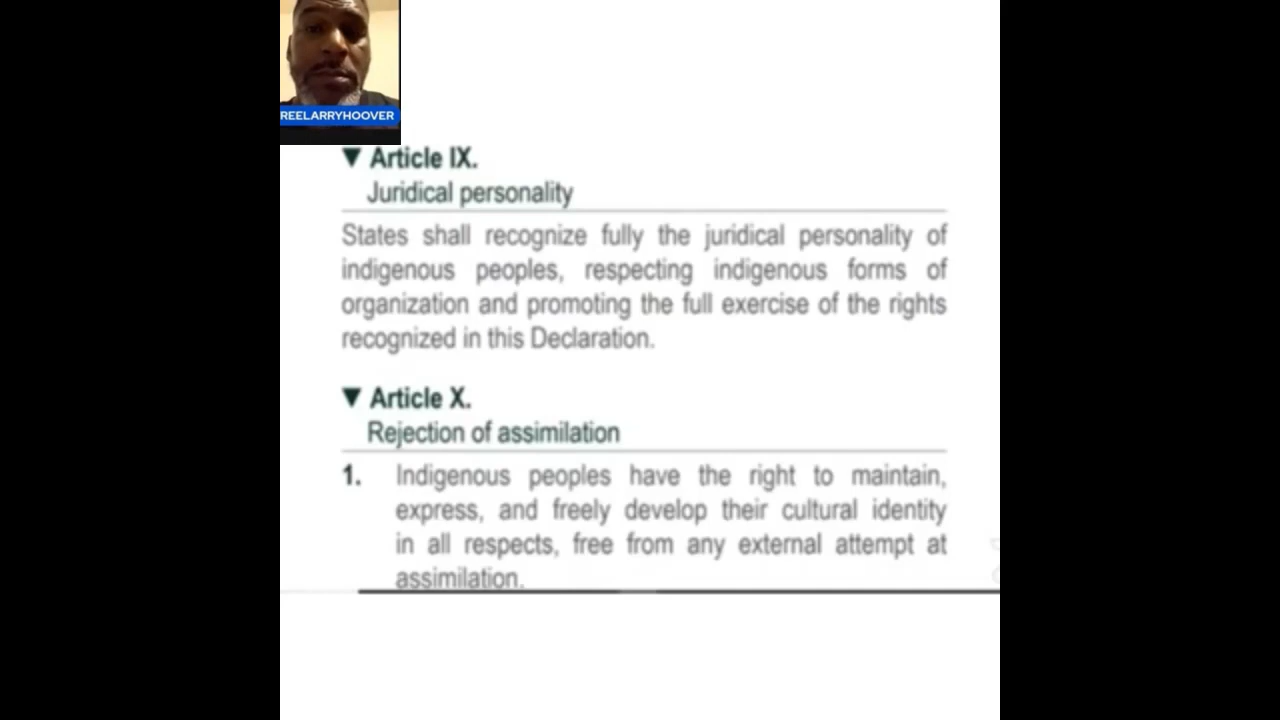 REELARRYHOOVER
▼ Article IX.
Juridical personality
States shall recognize fully the juridical personality of
indigenous peoples, respecting indigenous forms of
organization and promoting the full exercise of the rights
recognized in this Declaration.
▼ Article X.
Rejection of assimilation
1. Indigenous peoples have the right to maintain,
express, and freely develop their cultural identity
in all respects, free from any external attempt at
assimilation.